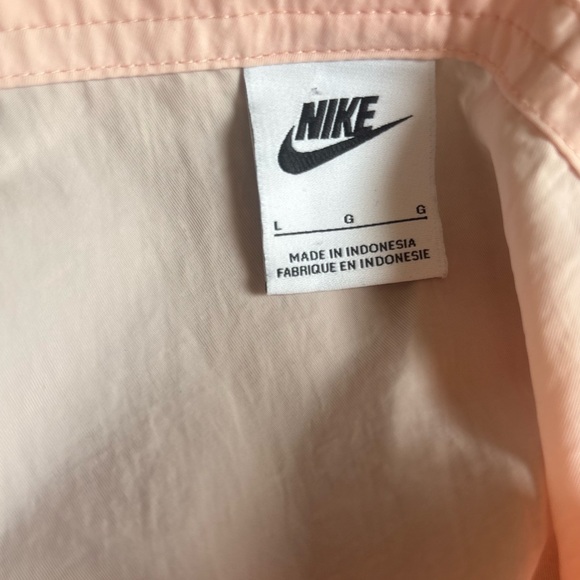 NIKE
L G G
MADE IN INDONESIA
FABRIQUE EN INDONESIE